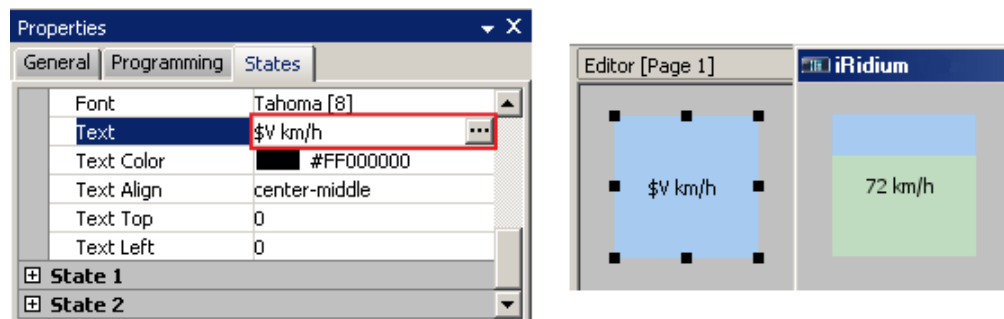 Properties
General Programming States
Font Tahoma [8]
Text $V km/h ...
Text Color #FF000000
Text Align center-middle
Text Top 0
Text Left 0
State 1
State 2
Editor [Page 1]
$V km/h
iRidium
72 km/h